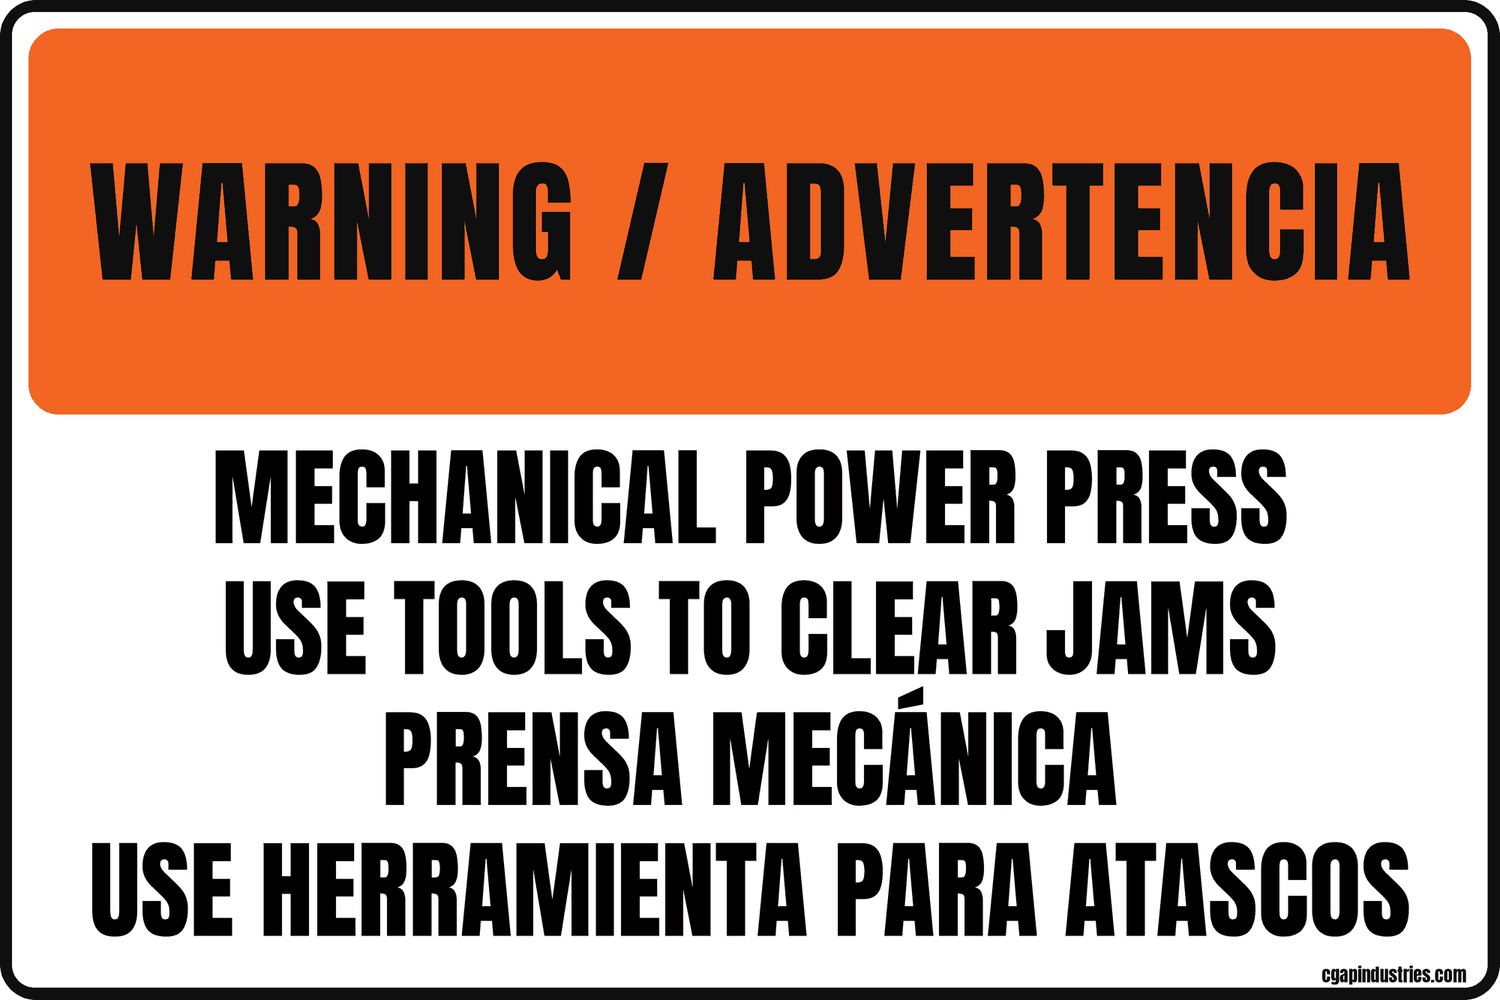 WARNING / ADVERTENCIA
MECHANICAL POWER PRESS
USE TOOLS TO CLEAR JAMS
PRENSA MECÁNICA
USE HERRAMIENTA PARA ATASCOS
cgapindustries.com